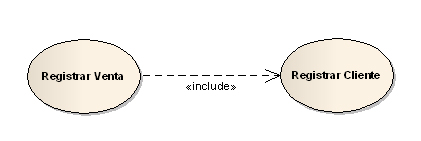 Registrar Venta
«include»
Registrar Cliente